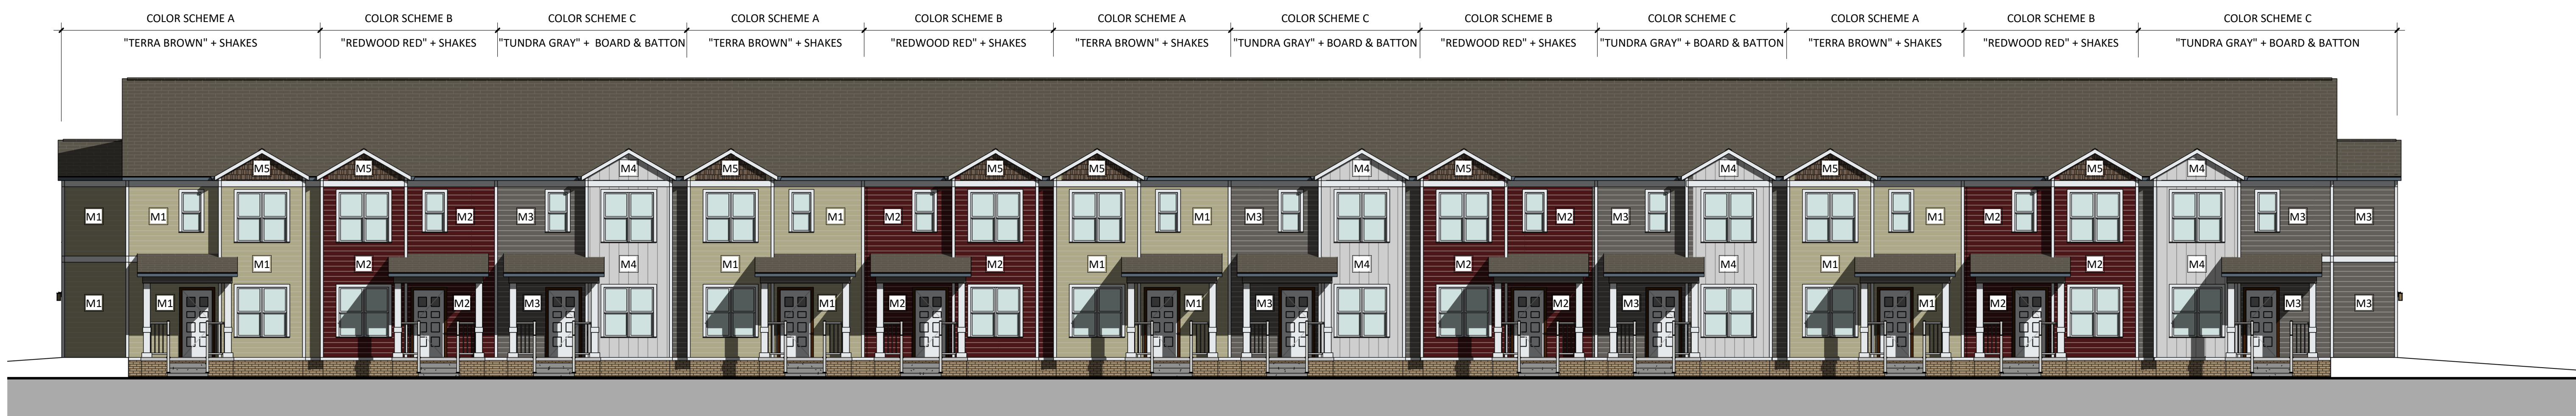 COLOR SCHEME A COLOR SCHEME B COLOR SCHEME C COLOR SCHEME A COLOR SCHEME B COLOR SCHEME A COLOR SCHEME C COLOR SCHEME B COLOR SCHEME C COLOR SCHEME A COLOR SCHEME B COLOR SCHEME C
"TERRA BROWN" + SHAKES "REDWOOD RED" + SHAKES "TUNDRA GRAY" + BOARD & BATTON "TERRA BROWN" + SHAKES "REDWOOD RED" + SHAKES "TERRA BROWN" + SHAKES "TUNDRA GRAY" + BOARD & BATTON "REDWOOD RED" + SHAKES "TUNDRA GRAY" + BOARD & BATTON "TERRA BROWN" + SHAKES "REDWOOD RED" + SHAKES "TUNDRA GRAY" + BOARD & BATTON
M5 M5 M4 M5 M5 M5 M4 M5 M4 M5 M5 M4
M1 M1 M2 M3 M1 M2 M1 M3 M2 M3 M1 M2 M3 M3
M1 M2 M4 M1 M2 M1 M4 M2 M4 M1 M2 M4
M1 M1 M2 M3 M1 M2 M1 M3 M2 M3 M1 M2 M3 M3